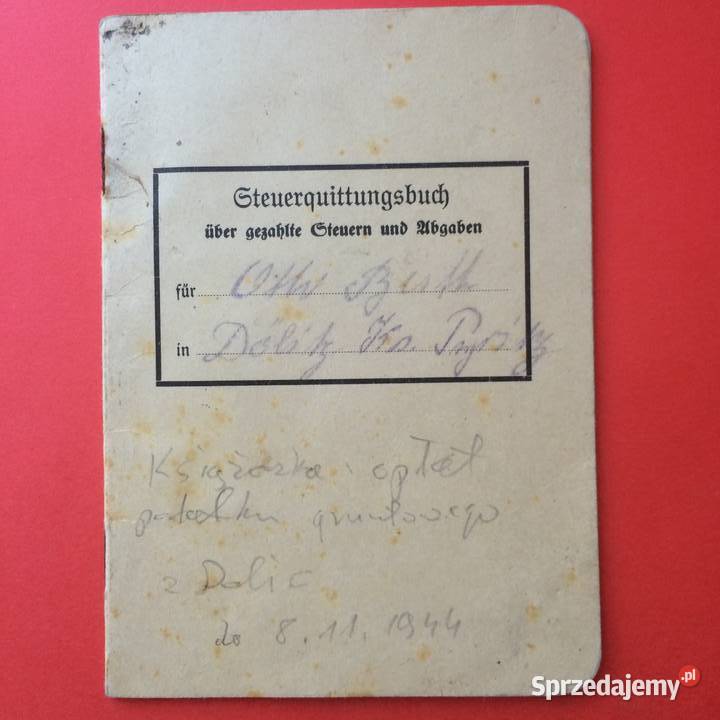 Steuerquittungsbuch
über gezahlte Steuern und Abgaben
für Otto
in Dölitz Kr. Pyritz
Książeczka opłat
podatku gruntowego
z Dolic
do 8.11.1944
Sprzedajemy.pl